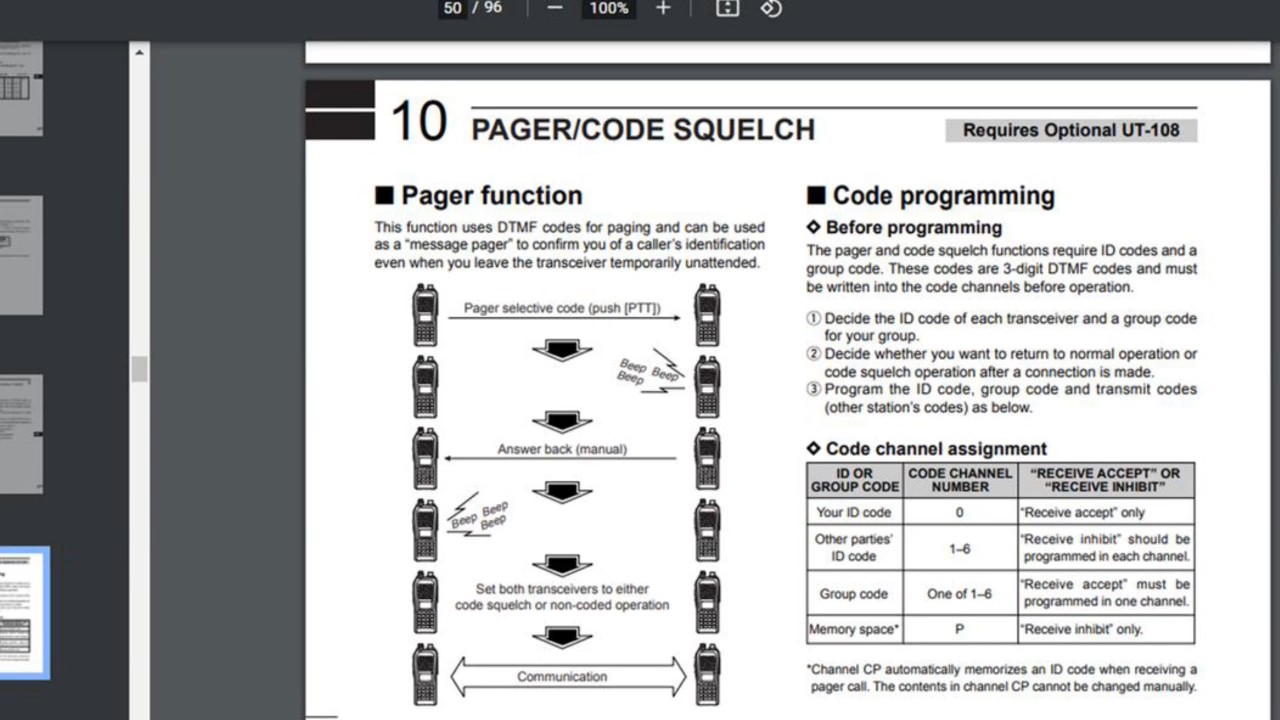 50 / 96
100%
10 PAGER/CODE SQUELCH
Requires Optional UT-108
■ Pager function
This function uses DTMF codes for paging and can be used
as a “message pager” to confirm you of a caller’s identification
even when you leave the transceiver temporarily unattended.
Pager selective code (push [PTT])
Beep Beep
Beep
Answer back (manual)
Beep Beep
Beep
Set both transceivers to either
code squelch or non-coded operation
Communication
■ Code programming
◇ Before programming
The pager and code squelch functions require ID codes and a
group code. These codes are 3-digit DTMF codes and must
be written into the code channels before operation.
① Decide the ID code of each transceiver and a group code
for your group.
② Decide whether you want to return to normal operation or
code squelch operation after a connection is made.
③ Program the ID code, group code and transmit codes
(other station’s codes) as below.
◇ Code channel assignment
ID OR
GROUP CODE
CODE CHANNEL
NUMBER
“RECEIVE ACCEPT” OR
“RECEIVE INHIBIT”
Your ID code
0
“Receive accept” only
Other parties’
ID code
1–6
“Receive inhibit” should be
programmed in each channel.
Group code
One of 1–6
“Receive accept” must be
programmed in one channel.
Memory space*
P
“Receive inhibit” only.
*Channel CP automatically memorizes an ID code when receiving a
pager call. The contents in channel CP cannot be changed manually.